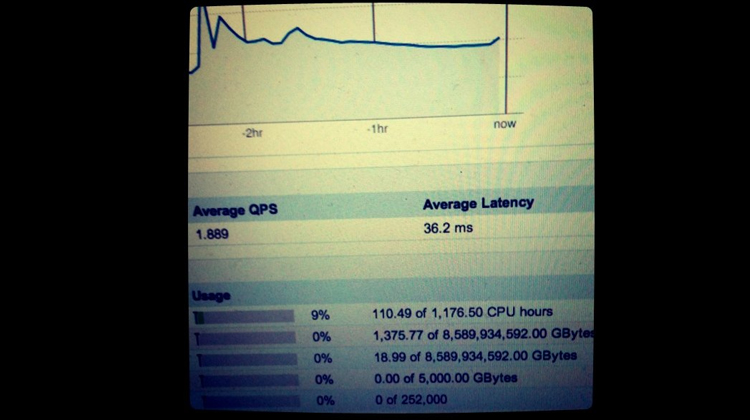 -2hr -1hr now
Average QPS Average Latency
1.889 36.2 ms
Usage
9% 110.49 of 1,176.50 CPU hours
0% 1,375.77 of 8,589,934,592.00 GBytes
0% 18.99 of 8,589,934,592.00 GBytes
0% 0.00 of 5,000.00 GBytes
0% 0 of 252,000